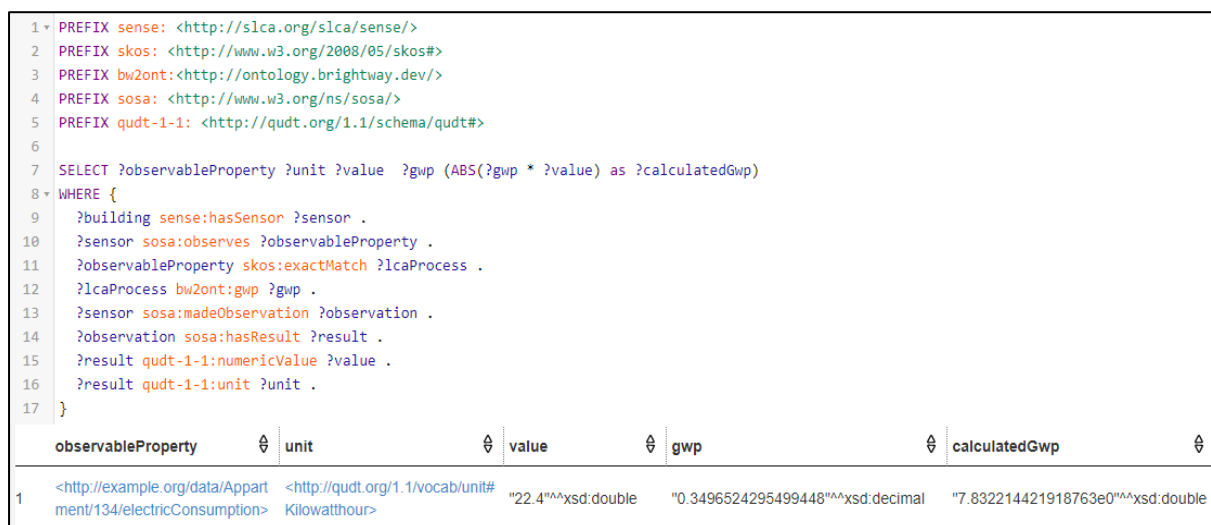 1 PREFIX sense: <http://slca.org/slca/sense/>
2 PREFIX skos: <http://www.w3.org/2008/05/skos#>
3 PREFIX bw2ont:<http://ontology.brightway.dev/>
4 PREFIX sosa: <http://www.w3.org/ns/sosa/>
5 PREFIX qudt-1-1: <http://qudt.org/1.1/schema/qudt#>
6
7 SELECT ?observableProperty ?unit ?value  ?gwp (ABS(?gwp * ?value) as ?calculatedGwp)
8 WHERE {
9   ?building sense:hasSensor ?sensor .
10   ?sensor sosa:observes ?observableProperty .
11   ?observableProperty skos:exactMatch ?lcaProcess .
12   ?lcaProcess bw2ont:gwp ?gwp .
13   ?sensor sosa:madeObservation ?observation .
14   ?observation sosa:hasResult ?result .
15   ?result qudt-1-1:numericValue ?value .
16   ?result qudt-1-1:unit ?unit .
17 }
observableProperty unit value gwp calculatedGwp
1 <http://example.org/data/Appart <http://qudt.org/1.1/vocab/unit# "22.4"^^xsd:double "0.3496524295499448"^^xsd:decimal "7.832214421918763e0"^^xsd:double
ment/134/electricConsumption> Kilowatthour>